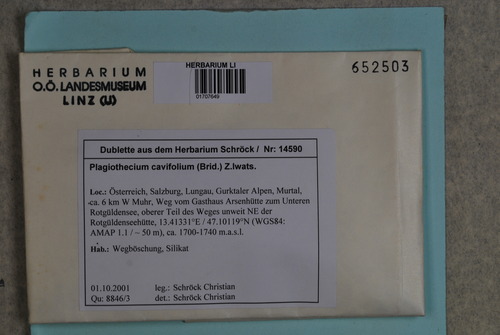 HERBARIUM
O.Ö. LANDESMUSEUM
LINZ (LI)
HERBARIUM LI
01707649
652503
Dublette aus dem Herbarium Schröck / Nr: 14590
Plagiothecium cavifolium (Brid.) Z.Iwats.
Loc.: Österreich, Salzburg, Lungau, Gurktaler Alpen, Murtal,
ca. 6 km W Muhr, Weg vom Gasthaus Arsenhütte zum Unteren
Rotgüldensee, oberer Teil des Weges unweit NE der
Rotgüldenseehütte, 13.41331°E / 47.10119°N (WGS84:
AMAP 1.1 / ~ 50 m), ca. 1700-1740 m.a.s.l.
Hab.: Wegböschung, Silikat
01.10.2001 leg.: Schröck Christian
Qu: 8846/3 det.: Schröck Christian